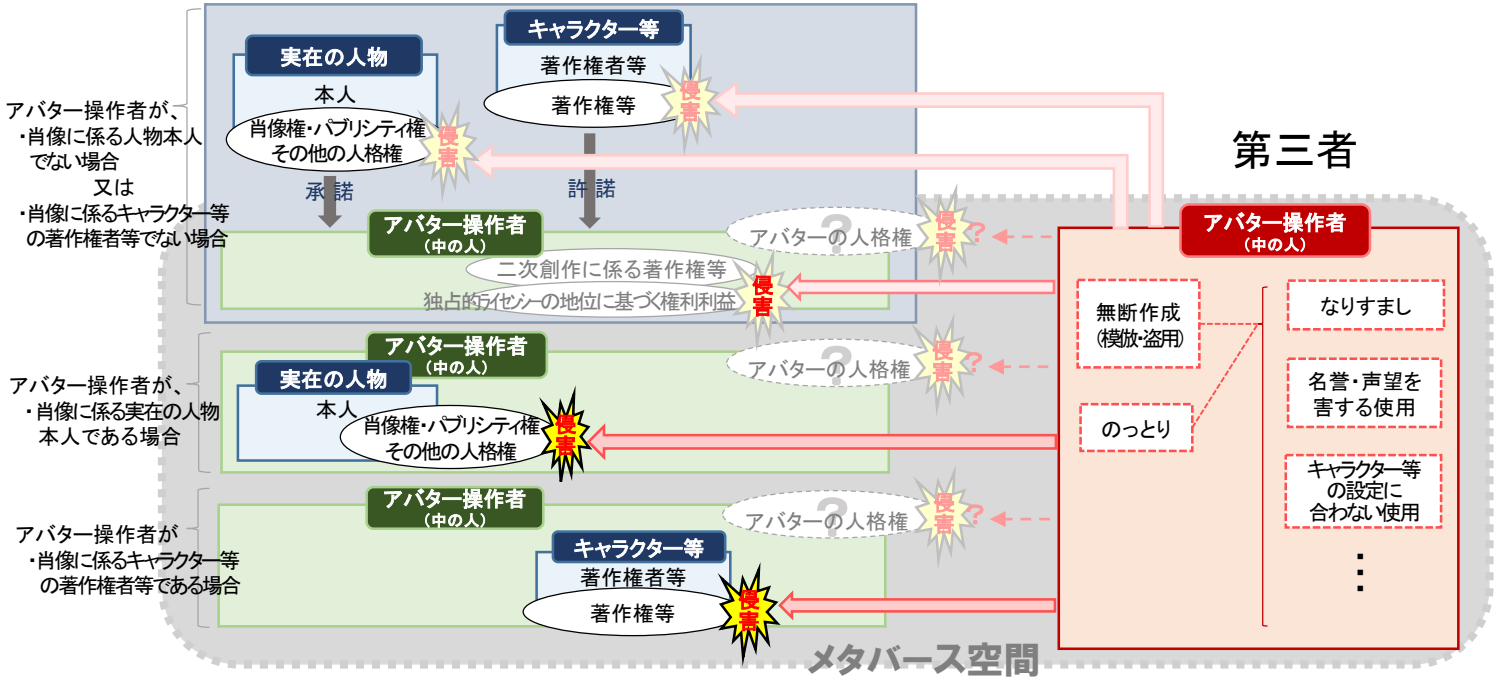 アバター操作者が、
・肖像に係る人物本人
でない場合
又は
・肖像に係るキャラクター等
の著作権者等でない場合
実在の人物
本人
肖像権・パブリシティ権
その他の人格権
侵
害
承 諾
キャラクター等
著作権者等
著作権等
侵
害
許 諾
アバター操作者
(中の人)
?
アバターの人格権
侵
害
?
二次創作に係る著作権等
独占的ライセンシーの地位に基づく権利利益
侵
害
アバター操作者が、
・肖像に係る実在の人物
本人である場合
アバター操作者
(中の人)
実在の人物
本人
肖像権・パブリシティ権
その他の人格権
侵
害
?
アバターの人格権
侵
害
?
アバター操作者が
・肖像に係るキャラクター等
の著作権者等である場合
アバター操作者
(中の人)
?
アバターの人格権
侵
害
?
キャラクター等
著作権者等
著作権等
侵
害
第三者
アバター操作者
(中の人)
無断作成
(模倣・盗用)
のっとり
なりすまし
名誉・声望を
害する使用
キャラクター等
の設定に
合わない使用
メタバース空間